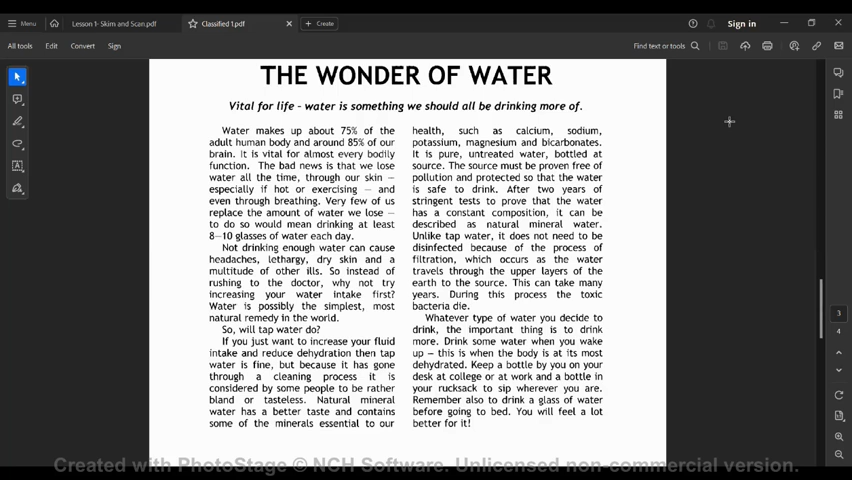 Menu
Lesson 1- Skim and Scan.pdf
Classified 1.pdf
Create
Sign in
All tools
Edit
Convert
Sign
Find text or tools
THE WONDER OF WATER
Vital for life – water is something we should all be drinking more of.
Water makes up about 75% of the
adult human body and around 85% of our
brain. It is vital for almost every bodily
function. The bad news is that we lose
water all the time, through our skin —
especially if hot or exercising — and
even through breathing. Very few of us
replace the amount of water we lose —
to do so would mean drinking at least
8—10 glasses of water each day.
Not drinking enough water can cause
headaches, lethargy, dry skin and a
multitude of other ills. So instead of
rushing to the doctor, why not try
increasing your water intake first?
Water is possibly the simplest, most
natural remedy in the world.
So, will tap water do?
If you just want to increase your fluid
intake and reduce dehydration then tap
water is fine, but because it has gone
through a cleaning process it is
considered by some people to be rather
bland or tasteless. Natural mineral
water has a better taste and contains
some of the minerals essential to our
health, such as calcium, sodium,
potassium, magnesium and bicarbonates.
It is pure, untreated water, bottled at
source. The source must be proven free of
pollution and protected so that the water
is safe to drink. After two years of
stringent tests to prove that the water
has a constant composition, it can be
described as natural mineral water.
Unlike tap water, it does not need to be
disinfected because of the process of
filtration, which occurs as the water
travels through the upper layers of the
earth to the source. This can take many
years. During this process the toxic
bacteria die.
Whatever type of water you decide to
drink, the important thing is to drink
more. Drink some water when you wake
up — this is when the body is at its most
dehydrated. Keep a bottle by you on your
desk at college or at work and a bottle in
your rucksack to sip wherever you are.
Remember also to drink a glass of water
before going to bed. You will feel a lot
better for it!
3
4
Created with PhotoStage © NCH Software. Unlicensed non-commercial version.